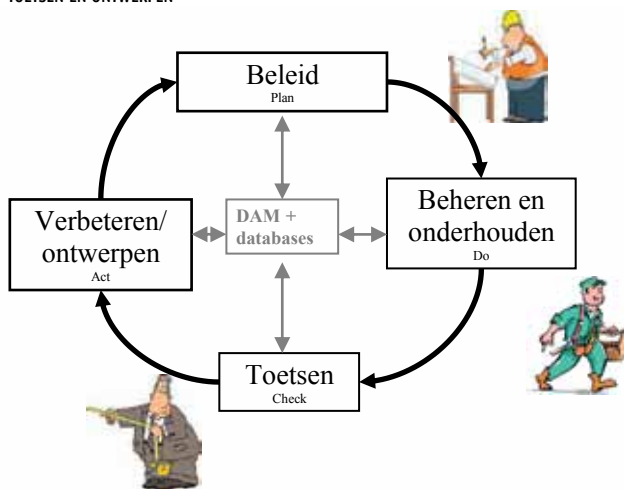 TOETSEN EN ONTWERPEN
Beleid
Plan
Verbeteren/
ontwerpen
Act
DAM +
databases
Beheren en
onderhouden
Do
Toetsen
Check